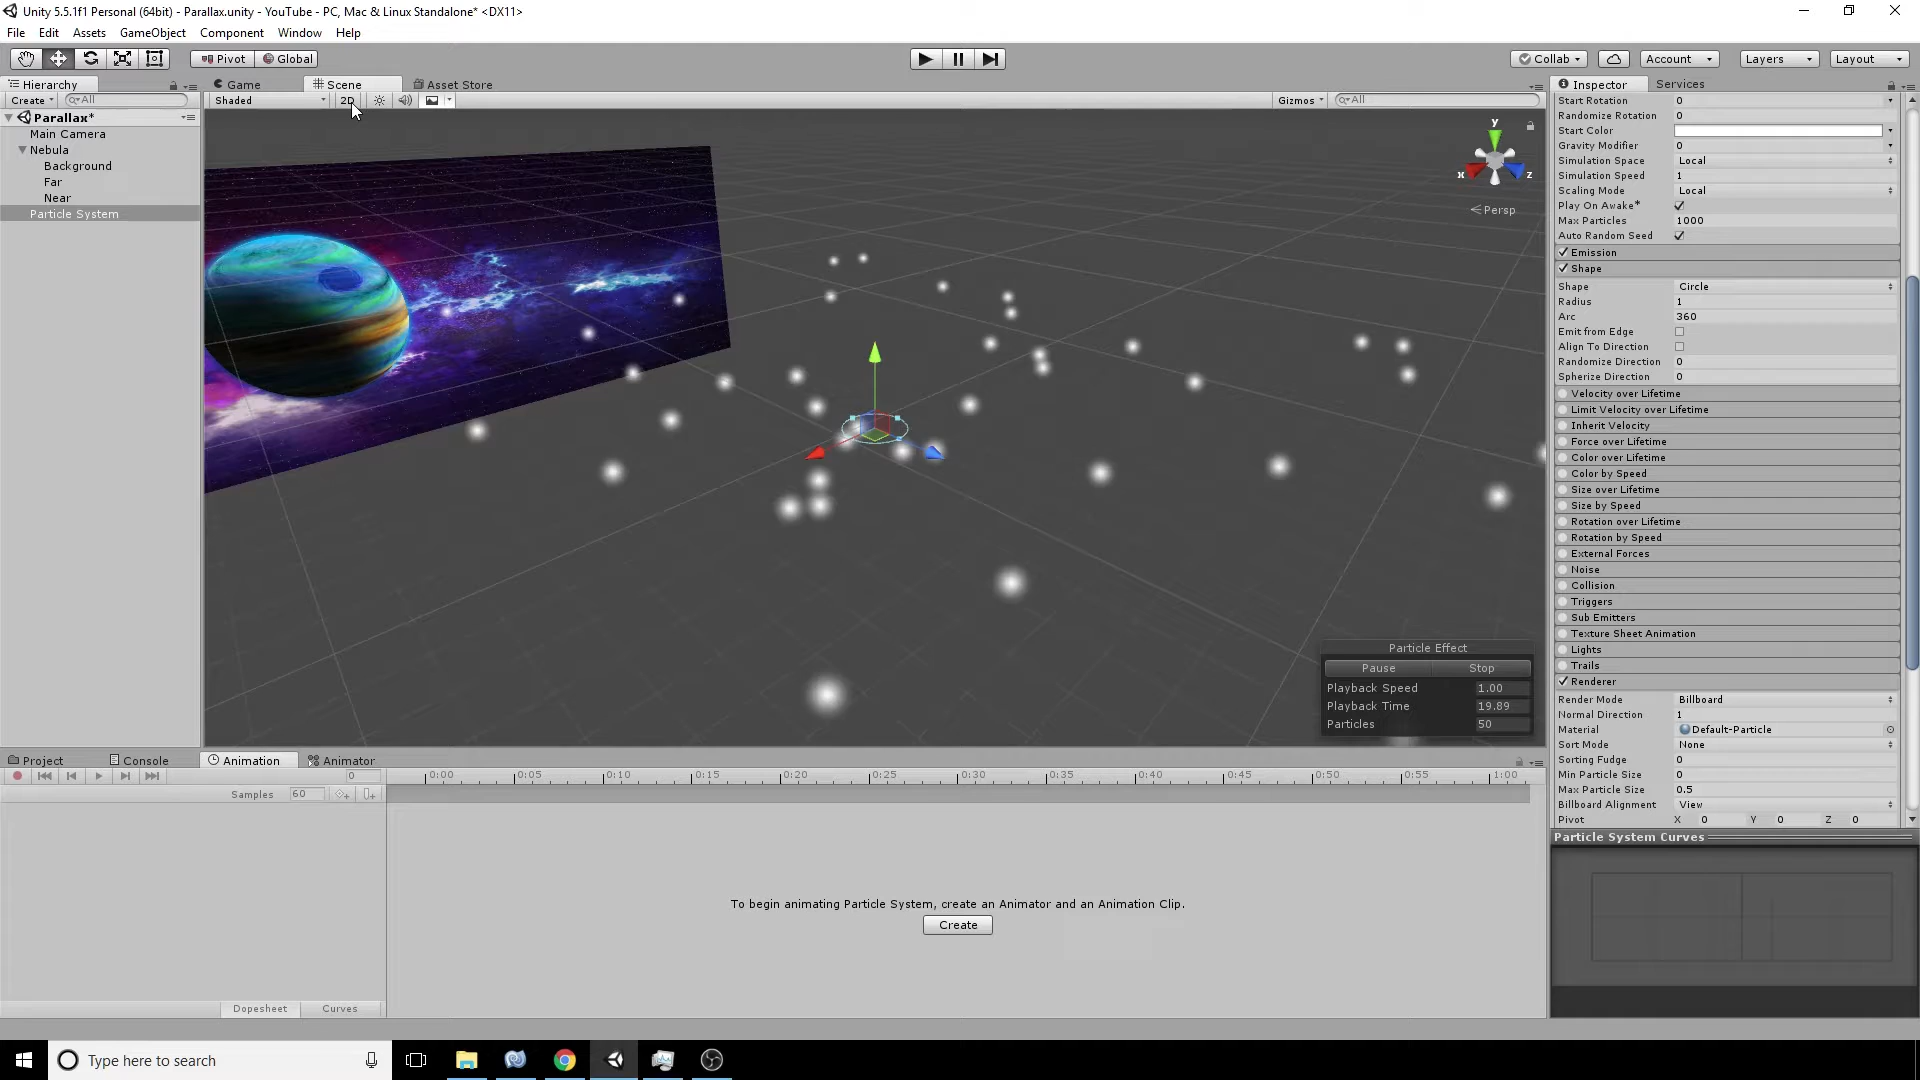 Unity 5.5.1f1 Personal (64bit) - Parallax.unity - YouTube - PC, Mac & Linux Standalone* <DX11>
File Edit Assets GameObject Component Window Help
Pivot Global Collab Account Layers Layout
Hierarchy Game Scene Asset Store Inspector Services
Create All Shaded 2D Gizmos All
Parallax*
Main Camera
Nebula
Background
Far
Near
Particle System
y
x
z
Persp
Particle Effect
Pause Stop
Playback Speed 1.00
Playback Time 19.89
Particles 50
Start Rotation 0
Randomize Rotation 0
Start Color
Gravity Modifier 0
Simulation Space Local
Simulation Speed 1
Scaling Mode Local
Play On Awake*
Max Particles 1000
Auto Random Seed
Emission
Shape
Shape Circle
Radius 1
Arc 360
Emit from Edge
Align To Direction
Randomize Direction 0
Spherize Direction 0
Velocity over Lifetime
Limit Velocity over Lifetime
Inherit Velocity
Force over Lifetime
Color over Lifetime
Color by Speed
Size over Lifetime
Size by Speed
Rotation over Lifetime
Rotation by Speed
External Forces
Noise
Collision
Triggers
Sub Emitters
Texture Sheet Animation
Lights
Trails
Renderer
Render Mode Billboard
Normal Direction 1
Material Default-Particle
Sort Mode None
Sorting Fudge 0
Min Particle Size 0
Max Particle Size 0.5
Billboard Alignment View
Pivot X 0 Y 0 Z 0
Particle System Curves
Project Console Animation Animator
0 0:00 0:05 0:10 0:15 0:20 0:25 0:30 0:35 0:40 0:45 0:50 0:55 1:00
Samples 60
To begin animating Particle System, create an Animator and an Animation Clip.
Create
Dopesheet Curves
Type here to search